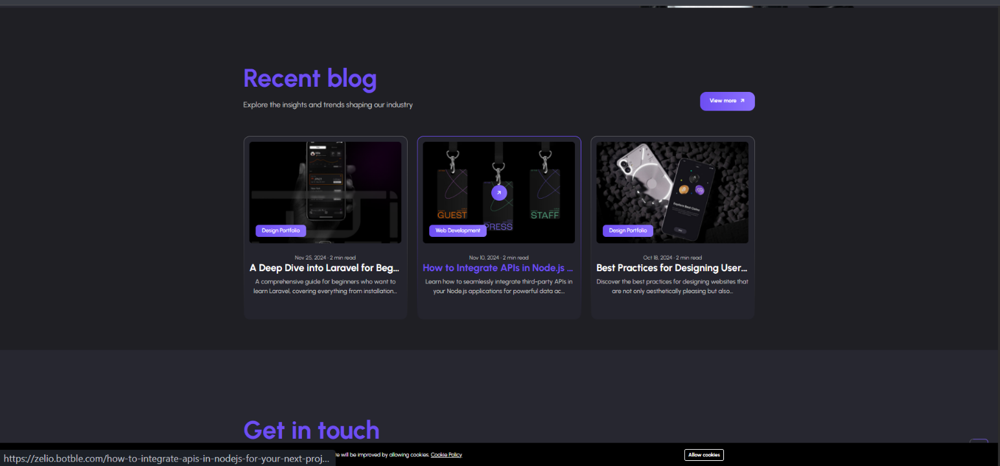 Recent blog
Explore the insights and trends shaping our industry
View more
GUEST
PRESS
STAFF
Explore Best Gates
Design Portfolio
Web Development
Design Portfolio
Nov 25, 2024 · 2 min read
A Deep Dive into Laravel for Beg...
A comprehensive guide for beginners who want to
learn Laravel, covering everything from installation...
Nov 10, 2024 · 2 min read
How to Integrate APIs in Node.js ...
Learn how to seamlessly integrate third-party APIs in
your Node.js applications for powerful data ac...
Oct 18, 2024 · 2 min read
Best Practices for Designing User...
Discover the best practices for designing websites that
are not only aesthetically pleasing but also...
Get in touch
te will be improved by allowing cookies. Cookie Policy
Allow cookies
https://zelio.botble.com/how-to-integrate-apis-in-nodejs-for-your-next-proj...